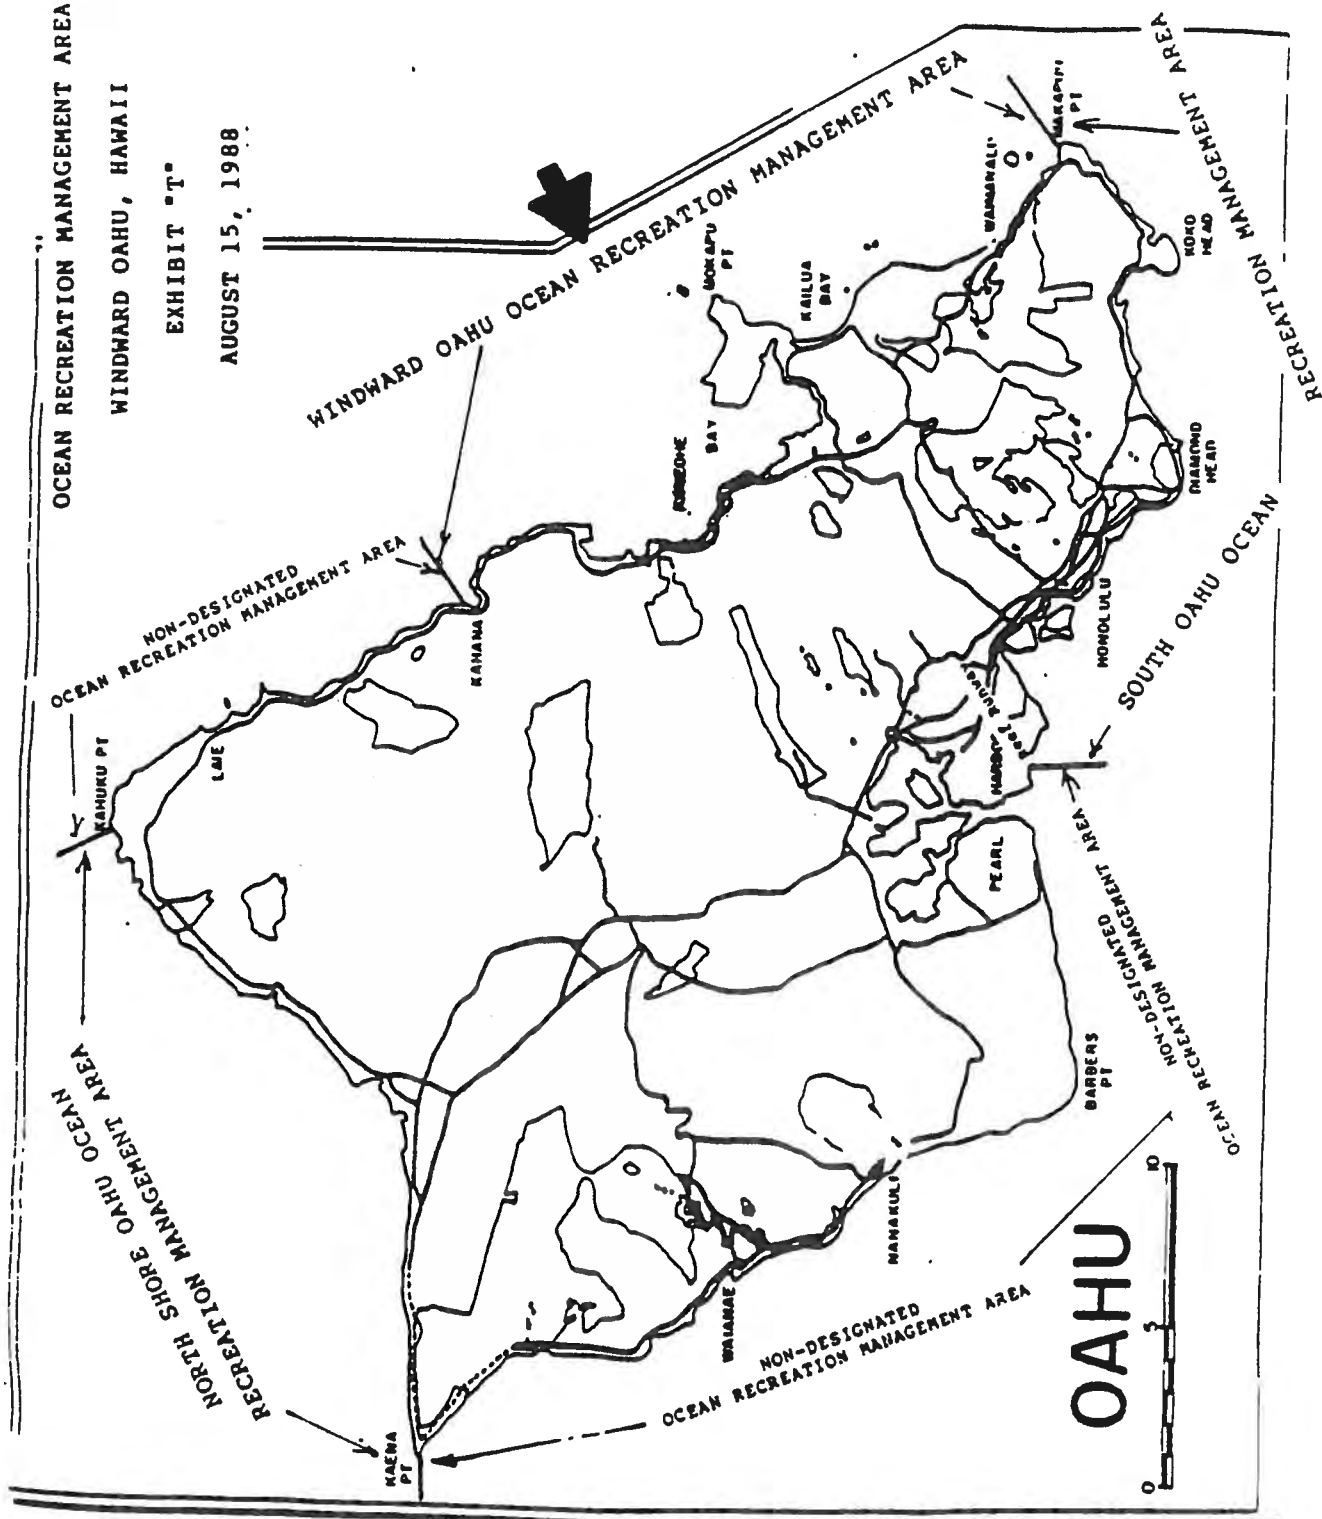 OCEAN RECREATION MANAGEMENT AREA
WINDWARD OAHU, HAWAII
EXHIBIT "T"
AUGUST 15, 1988
WINDWARD OAHU OCEAN RECREATION MANAGEMENT AREA
NON-DESIGNATED
OCEAN RECREATION MANAGEMENT AREA
KAHUKU PT
LAIE
KAHANA
KANEOHE
BAY
MOKAPU
PT
KAILUA
BAY
WAIMANALO
MAKAPUU
PT
KOKO
HEAD
DIAMOND
HEAD
HONOLULU
Reef Runway
HARBOR
PEARL
BARBERS
PT
NANAKULI
WAIANAE
KAENA
PT
NORTH SHORE OAHU OCEAN
RECREATION MANAGEMENT AREA
NON-DESIGNATED
OCEAN RECREATION MANAGEMENT AREA
NON-DESIGNATED
OCEAN RECREATION MANAGEMENT AREA
SOUTH OAHU OCEAN
RECREATION MANAGEMENT AREA
OAHU
0 5 10